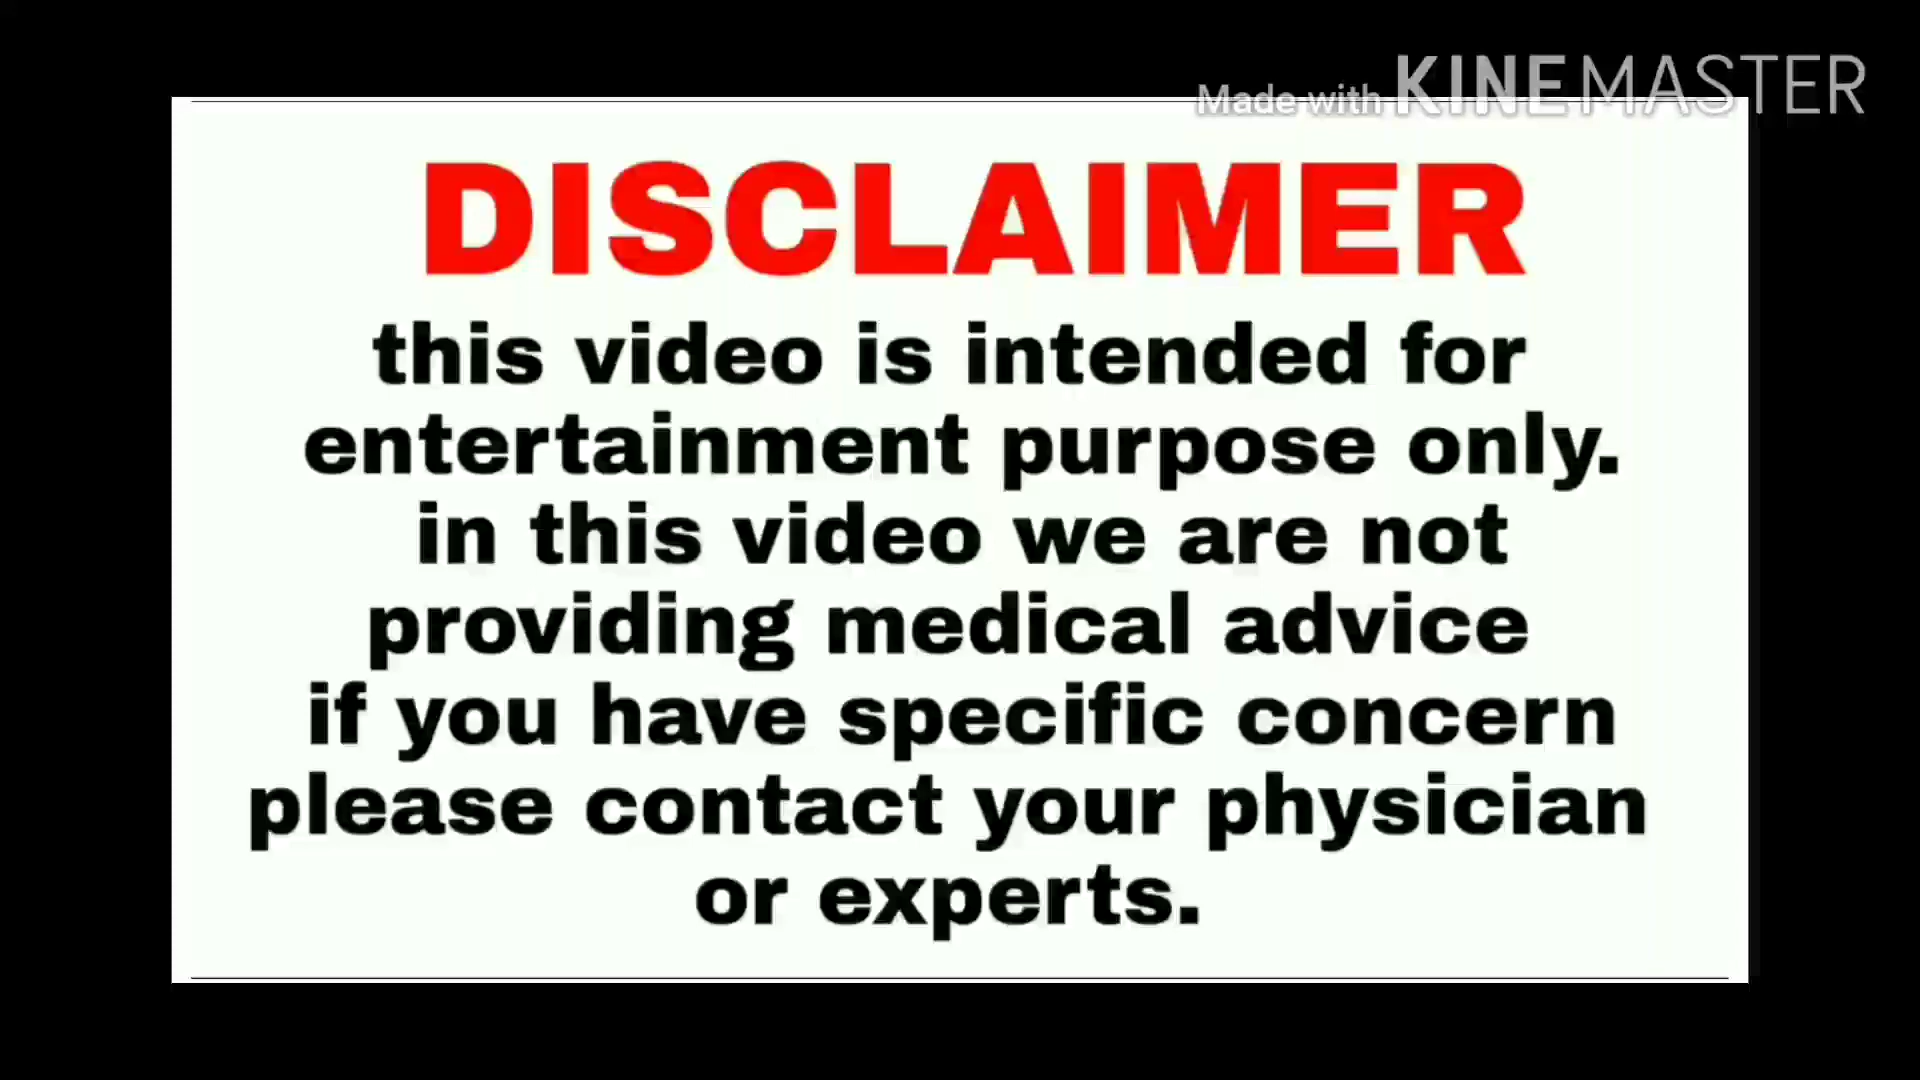 Made with KINEMASTER
DISCLAIMER
this video is intended for
entertainment purpose only.
in this video we are not
providing medical advice
if you have specific concern
please contact your physician
or experts.